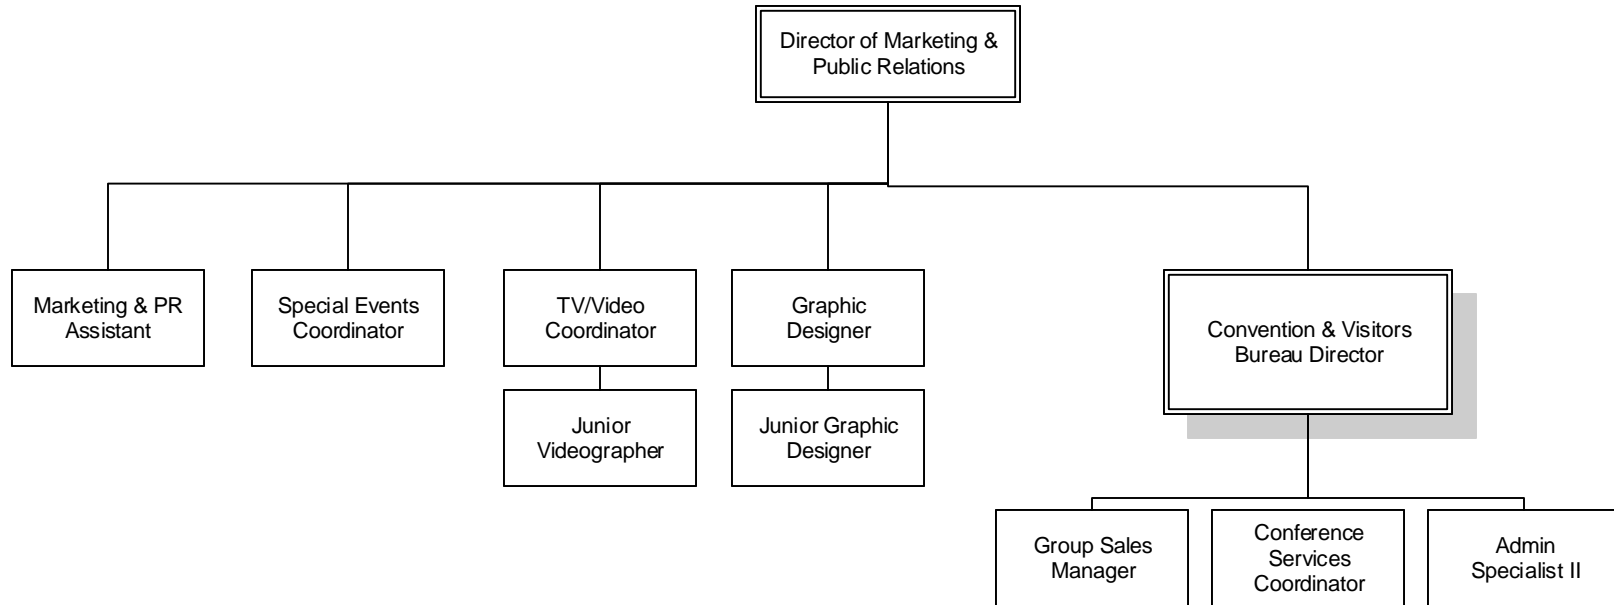 Director of Marketing &
Public Relations
Marketing & PR
Assistant
Special Events
Coordinator
TV/Video
Coordinator
Graphic
Designer
Convention & Visitors
Bureau Director
Junior
Videographer
Junior Graphic
Designer
Group Sales
Manager
Conference
Services
Coordinator
Admin
Specialist II